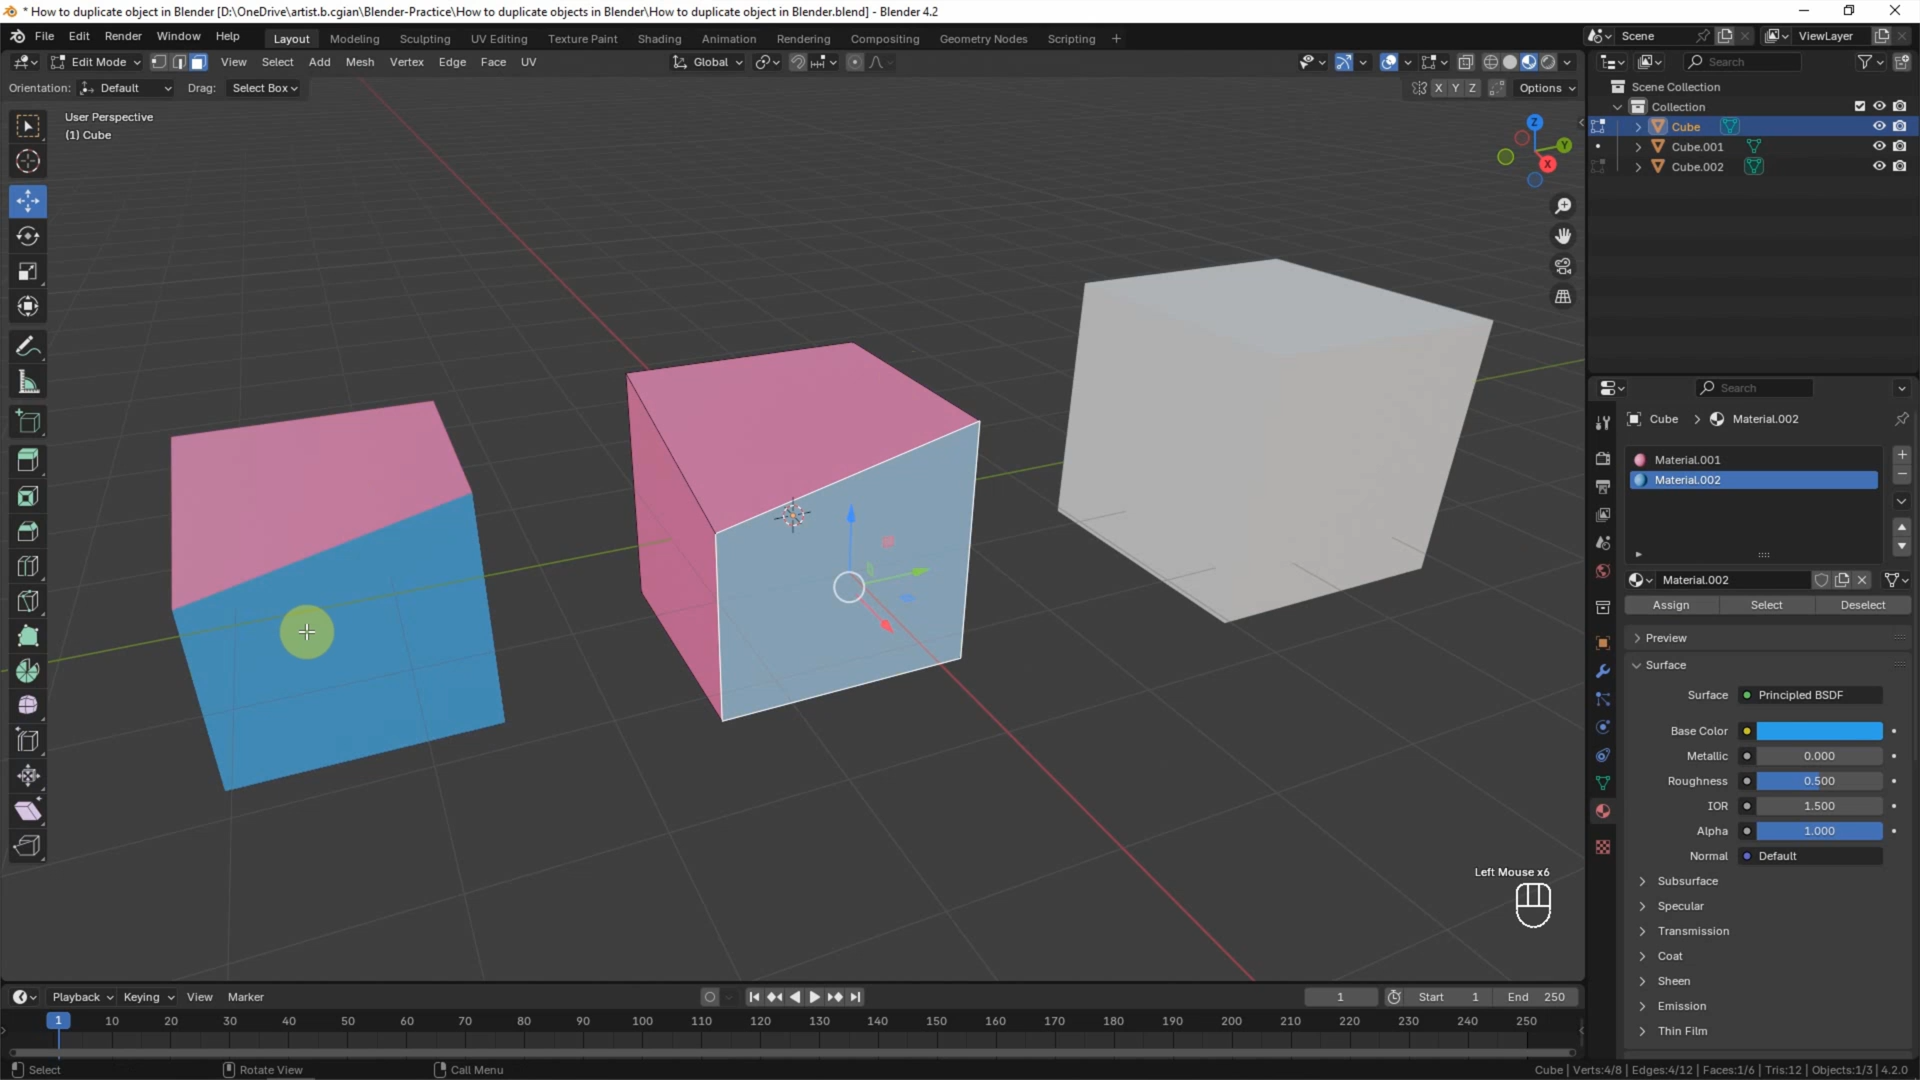 * How to duplicate object in Blender [D:\OneDrive\artist.b.cgian\Blender-Practice\How to duplicate objects in Blender\How to duplicate object in Blender.blend] - Blender 4.2
File Edit Render Window Help Layout Modeling Sculpting UV Editing Texture Paint Shading Animation Rendering Compositing Geometry Nodes Scripting + Scene ViewLayer
Edit Mode View Select Add Mesh Vertex Edge Face UV Global Search
Orientation: Default Drag: Select Box X Y Z Options
Scene Collection
Collection
Cube
Cube.001
Cube.002
User Perspective
(1) Cube
Z
Y
X
Search
Cube > Material.002
Material.001
Material.002
Material.002
Assign Select Deselect
Preview
Surface
Surface Principled BSDF
Base Color
Metallic 0.000
Roughness 0.500
IOR 1.500
Alpha 1.000
Normal Default
Subsurface
Specular
Transmission
Coat
Sheen
Emission
Thin Film
Left Mouse x6
Playback Keying View Marker 1 Start 1 End 250
1 10 20 30 40 50 60 70 80 90 100 110 120 130 140 150 160 170 180 190 200 210 220 230 240 250
Select Rotate View Call Menu Cube | Verts:4/8 | Edges:4/12 | Faces:1/6 | Tris:12 | Objects:1/3 | 4.2.0